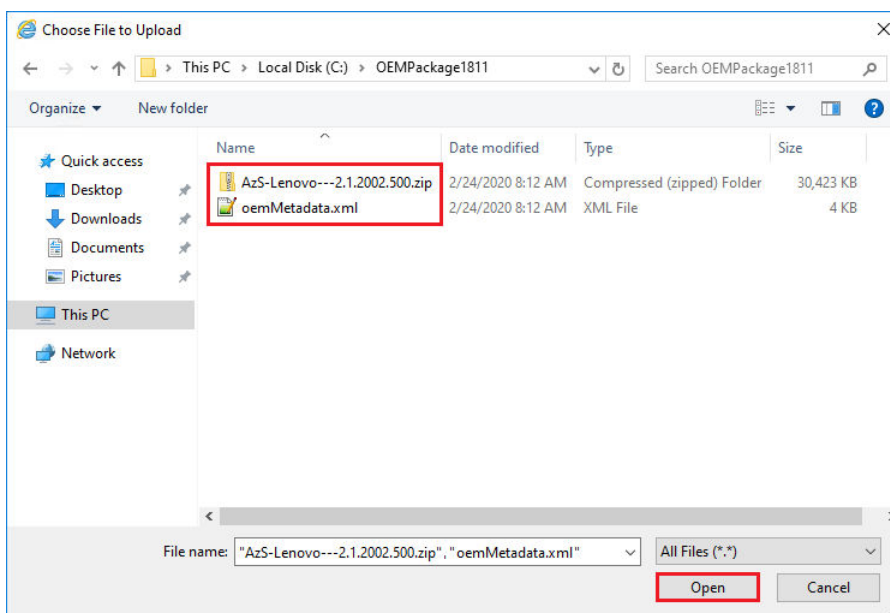 Choose File to Upload
This PC > Local Disk (C:) > OEMPackage1811
Search OEMPackage1811
Organize
New folder
Name Date modified Type Size
Quick access
Desktop
Downloads
Documents
Pictures
This PC
Network
AzS-Lenovo---2.1.2002.500.zip 2/24/2020 8:12 AM Compressed (zipped) Folder 30,423 KB
oemMetadata.xml 2/24/2020 8:12 AM XML File 4 KB
File name: "AzS-Lenovo---2.1.2002.500.zip", "oemMetadata.xml"
All Files (*.*)
Open
Cancel